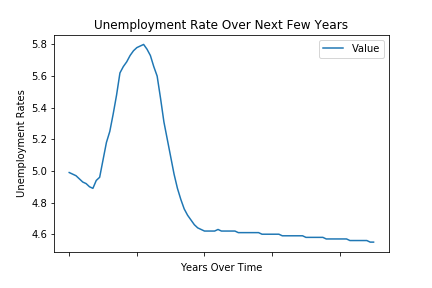 Unemployment Rate Over Next Few Years
Value
5.8
5.6
5.4
5.2
5.0
4.8
4.6
Unemployment Rates
Years Over Time